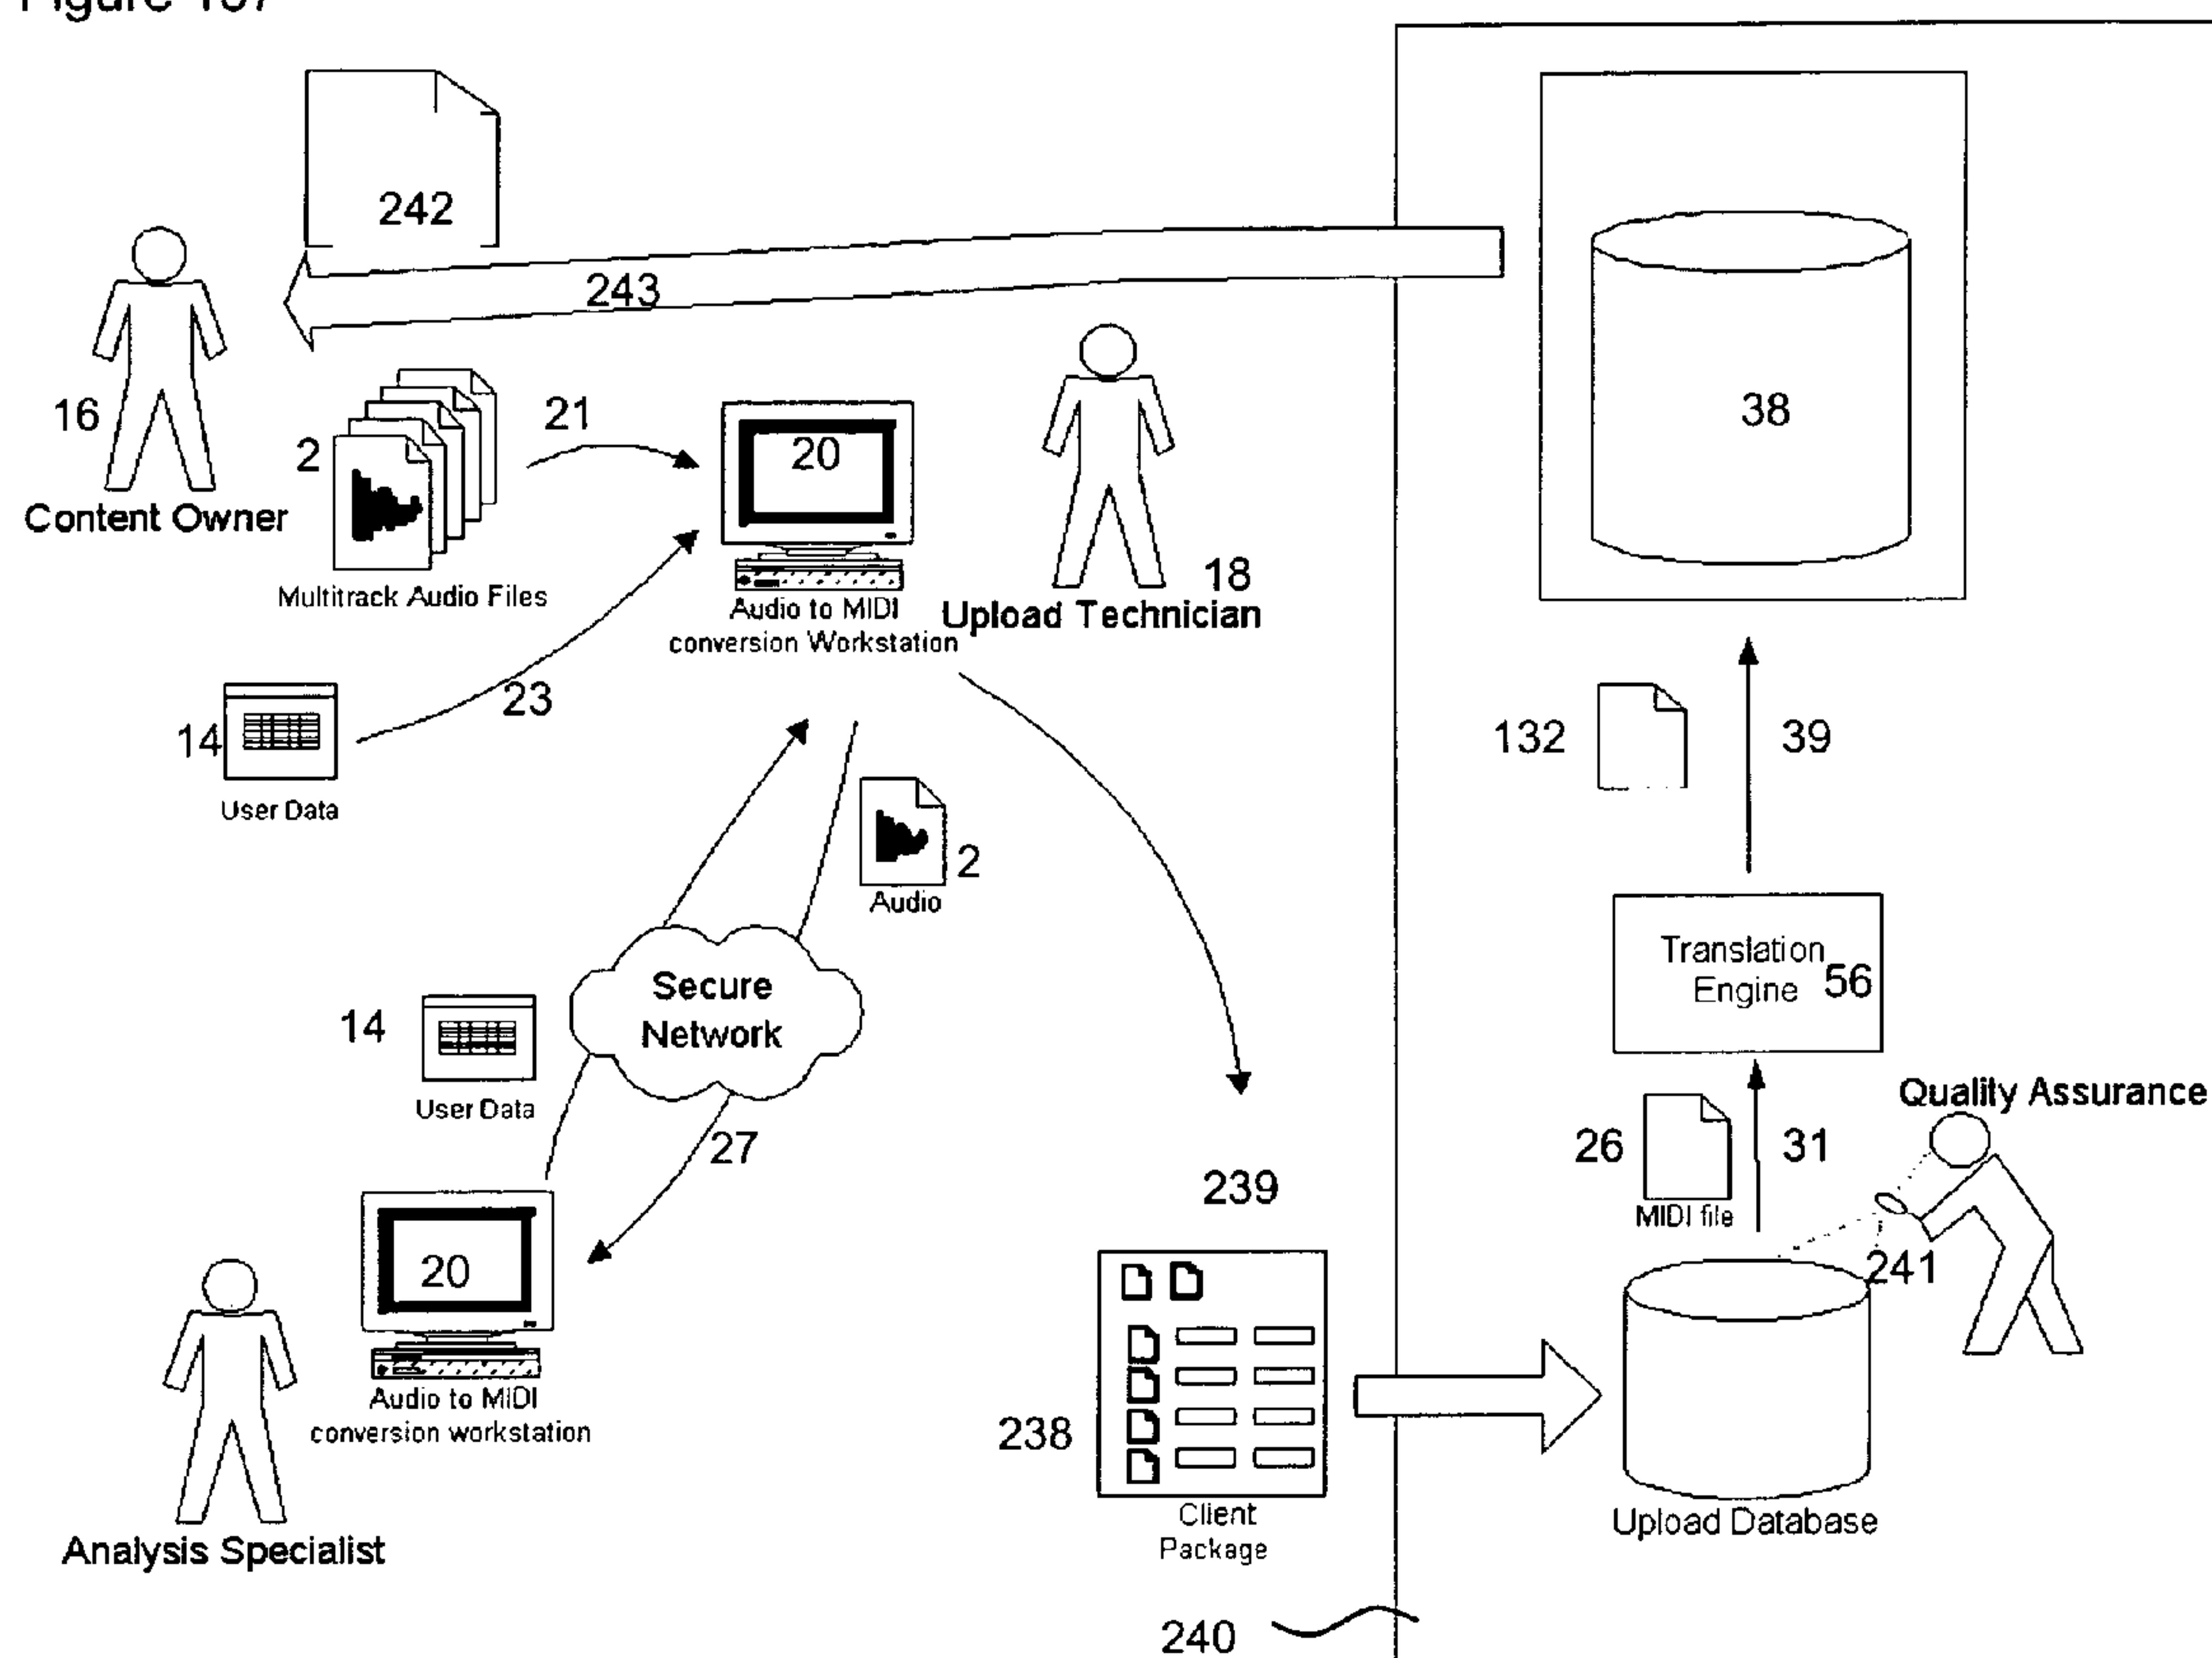 242
243
16
Content Owner
2
21
Multitrack Audio Files
20
Audio to MIDI
conversion Workstation
18
Upload Technician
38
14
User Data
23
132
39
2
Audio
Translation
Engine 56
Secure
Network
14
User Data
27
Quality Assurance
26
MIDI file
31
241
239
20
Audio to MIDI
conversion workstation
Analysis Specialist
238
Client
Package
Upload Database
240